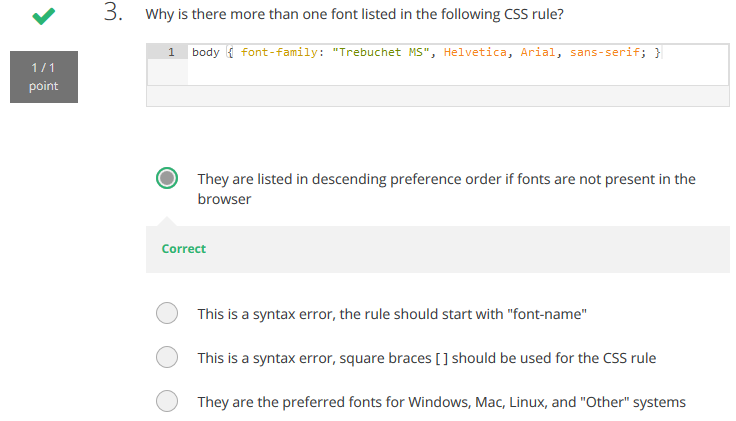 3. Why is there more than one font listed in the following CSS rule?
1/1
point
1 body { font-family: "Trebuchet MS", Helvetica, Arial, sans-serif; }
They are listed in descending preference order if fonts are not present in the
browser
Correct
This is a syntax error, the rule should start with "font-name"
This is a syntax error, square braces [ ] should be used for the CSS rule
They are the preferred fonts for Windows, Mac, Linux, and "Other" systems